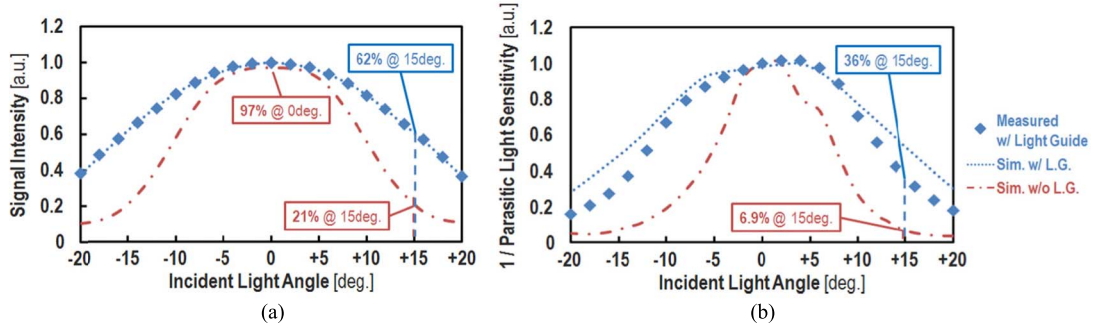 Signal Intensity [a.u.]
1.2
1.0
0.8
0.6
0.4
0.2
0
62% @ 15deg.
97% @ 0deg.
21% @ 15deg.
-20 -15 -10 -5 0 +5 +10 +15 +20
Incident Light Angle [deg.]
(a)
1 / Parasitic Light Sensitivity [a.u.]
1.2
1.0
0.8
0.6
0.4
0.2
0
36% @ 15deg.
6.9% @ 15deg.
-20 -15 -10 -5 0 +5 +10 +15 +20
Incident Light Angle [deg.]
(b)
Measured
w/ Light Guide
Sim. w/ L.G.
Sim. w/o L.G.